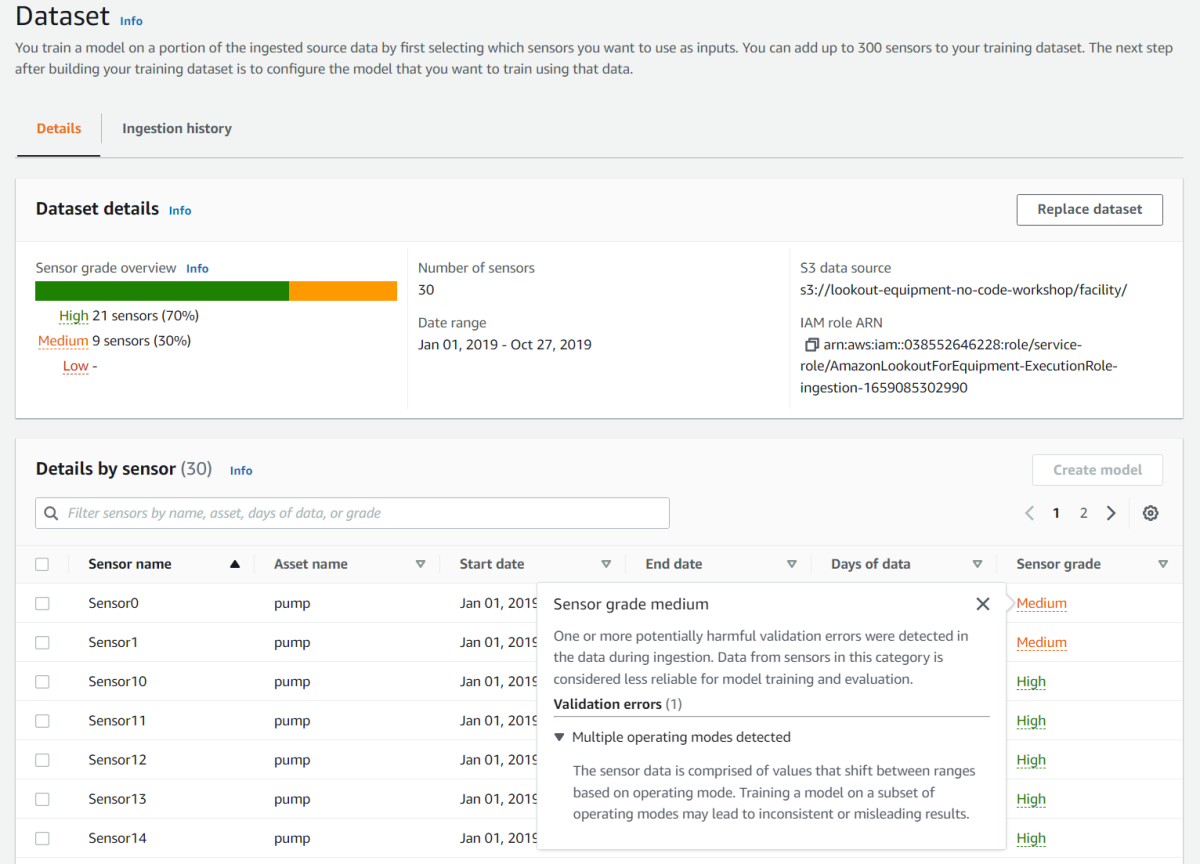 Dataset Info
You train a model on a portion of the ingested source data by first selecting which sensors you want to use as inputs. You can add up to 300 sensors to your training dataset. The next step
after building your training dataset is to configure the model that you want to train using that data.
Details
Ingestion history
Dataset details Info
Replace dataset
Sensor grade overview Info
High 21 sensors (70%)
Medium 9 sensors (30%)
Low -
Number of sensors
30
Date range
Jan 01, 2019 - Oct 27, 2019
S3 data source
s3://lookout-equipment-no-code-workshop/facility/
IAM role ARN
arn:aws:iam::038552646228:role/service-
role/AmazonLookoutForEquipment-ExecutionRole-
ingestion-1659085302990
Details by sensor (30) Info
Create model
Filter sensors by name, asset, days of data, or grade
1 2
Sensor name Asset name Start date End date Days of data Sensor grade
Sensor0 pump Jan 01, 2019 Medium
Sensor1 pump Jan 01, 2019 Medium
Sensor10 pump Jan 01, 2019 High
Sensor11 pump Jan 01, 2019 High
Sensor12 pump Jan 01, 2019 High
Sensor13 pump Jan 01, 2019 High
Sensor14 pump Jan 01, 2019 High
Sensor grade medium
One or more potentially harmful validation errors were detected in
the data during ingestion. Data from sensors in this category is
considered less reliable for model training and evaluation.
Validation errors (1)
Multiple operating modes detected
The sensor data is comprised of values that shift between ranges
based on operating mode. Training a model on a subset of
operating modes may lead to inconsistent or misleading results.